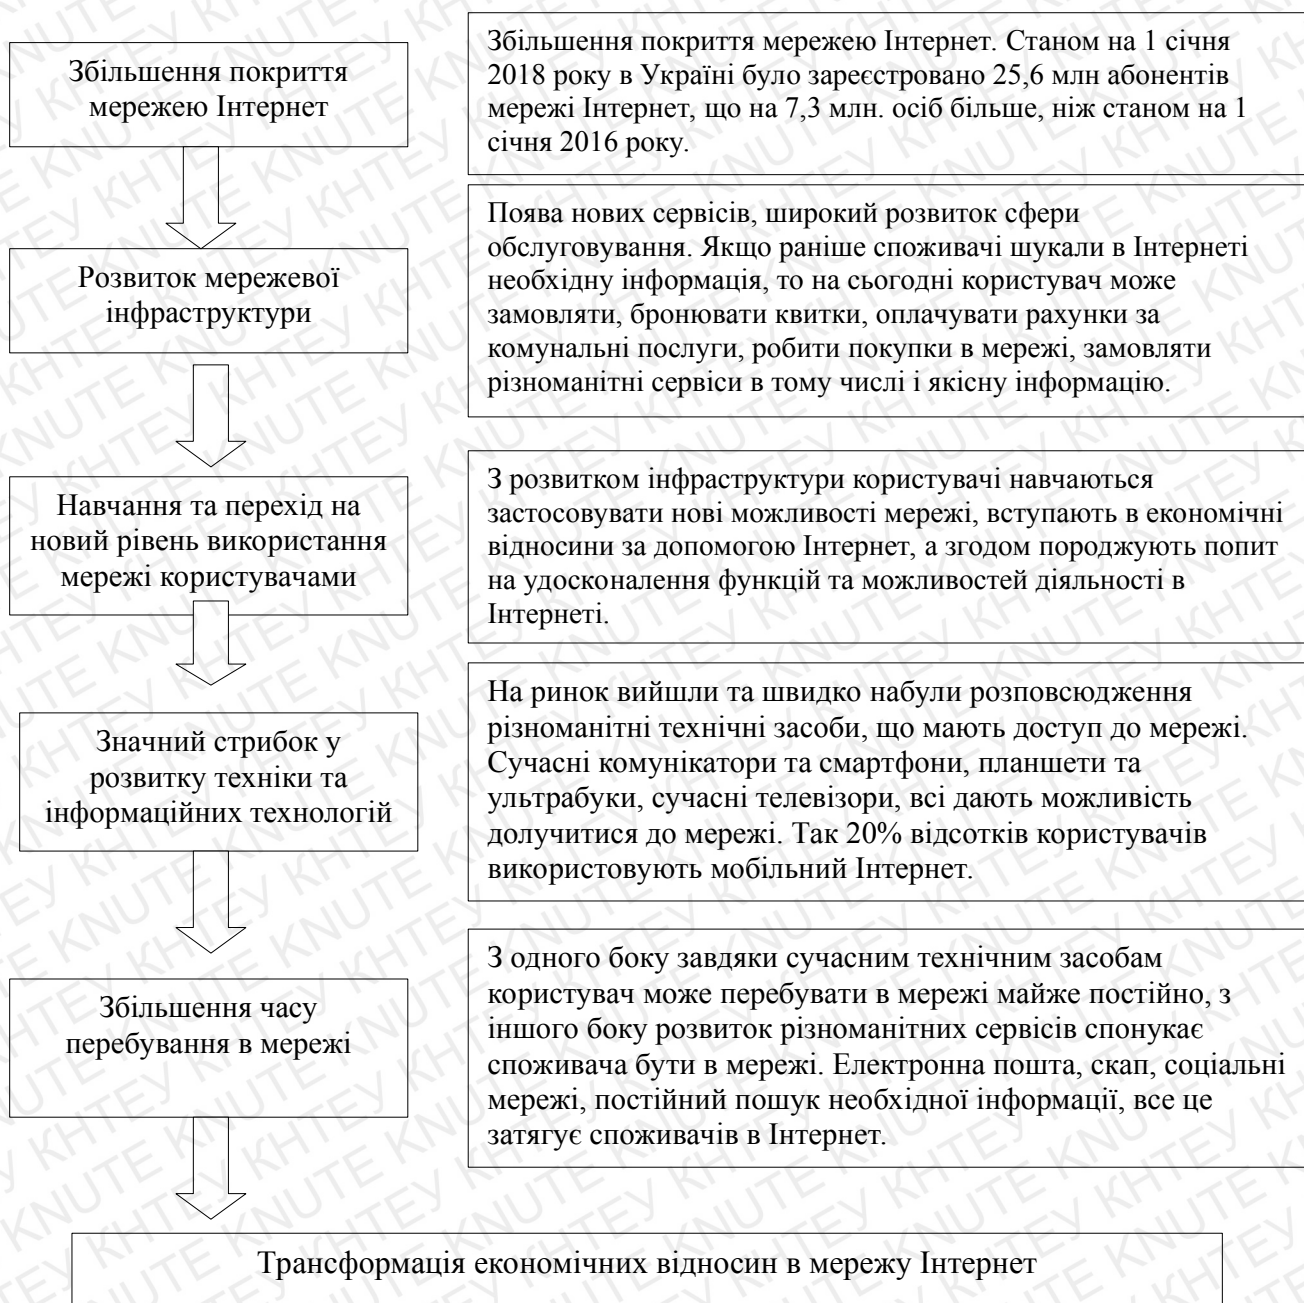 Збільшення покриття
мережею Інтернет
Збільшення покриття мережею Інтернет. Станом на 1 січня
2018 року в Україні було зареєстровано 25,6 млн абонентів
мережі Інтернет, що на 7,3 млн. осіб більше, ніж станом на 1
січня 2016 року.
Розвиток мережевої
інфраструктури
Поява нових сервісів, широкий розвиток сфери
обслуговування. Якщо раніше споживачі шукали в Інтернеті
необхідну інформація, то на сьогодні користувач може
замовляти, бронювати квитки, оплачувати рахунки за
комунальні послуги, робити покупки в мережі, замовляти
різноманітні сервіси в тому числі і якісну інформацію.
Навчання та перехід на
новий рівень використання
мережі користувачами
З розвитком інфраструктури користувачі навчаються
застосовувати нові можливості мережі, вступають в економічні
відносини за допомогою Інтернет, а згодом породжують попит
на удосконалення функцій та можливостей діяльності в
Інтернеті.
Значний стрибок у
розвитку техніки та
інформаційних технологій
На ринок вийшли та швидко набули розповсюдження
різноманітні технічні засоби, що мають доступ до мережі.
Сучасні комунікатори та смартфони, планшети та
ультрабуки, сучасні телевізори, всі дають можливість
долучитися до мережі. Так 20% відсотків користувачів
використовують мобільний Інтернет.
Збільшення часу
перебування в мережі
З одного боку завдяки сучасним технічним засобам
користувач може перебувати в мережі майже постійно, з
іншого боку розвиток різноманітних сервісів спонукає
споживача бути в мережі. Електронна пошта, скап, соціальні
мережі, постійний пошук необхідної інформації, все це
затягує споживачів в Інтернет.
Трансформація економічних відносин в мережу Інтернет